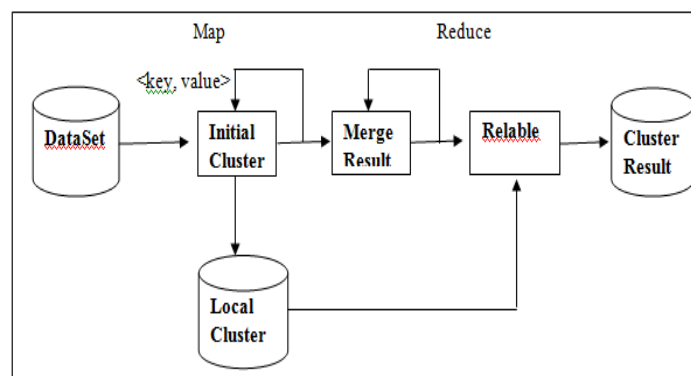 Map
Reduce
<key, value>
DataSet
Initial
Cluster
Merge
Result
Relable
Cluster
Result
Local
Cluster